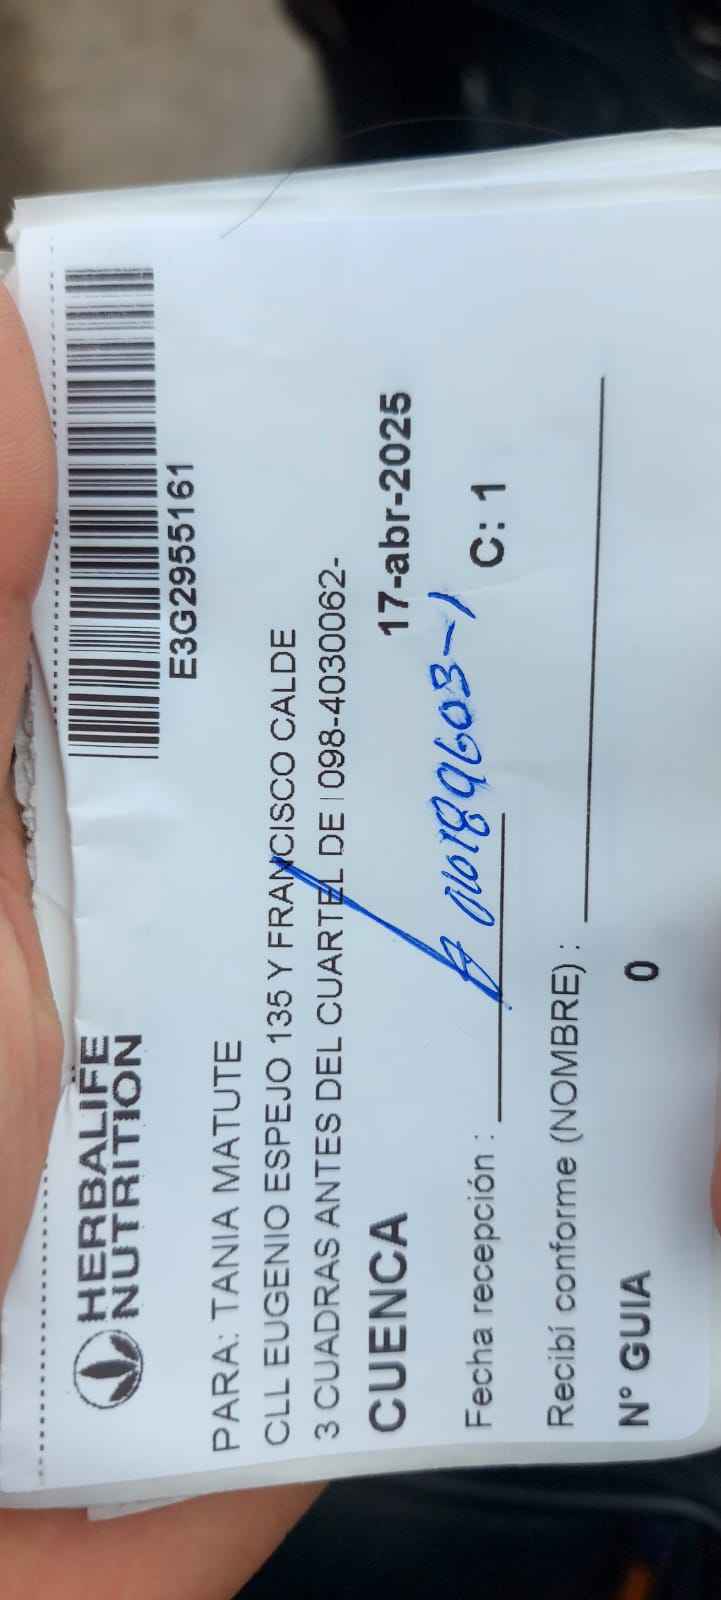 HERBALIFE
NUTRITION
E3G2955161
PARA: TANIA MATUTE
CLL EUGENIO ESPEJO 135 Y FRANCISCO CALDE
3 CUADRAS ANTES DEL CUARTEL DE | 098-4030062-
CUENCA 17-abr-2025
Fecha recepción :
C: 1
Recibí conforme (NOMBRE) :
N° GUIA 0